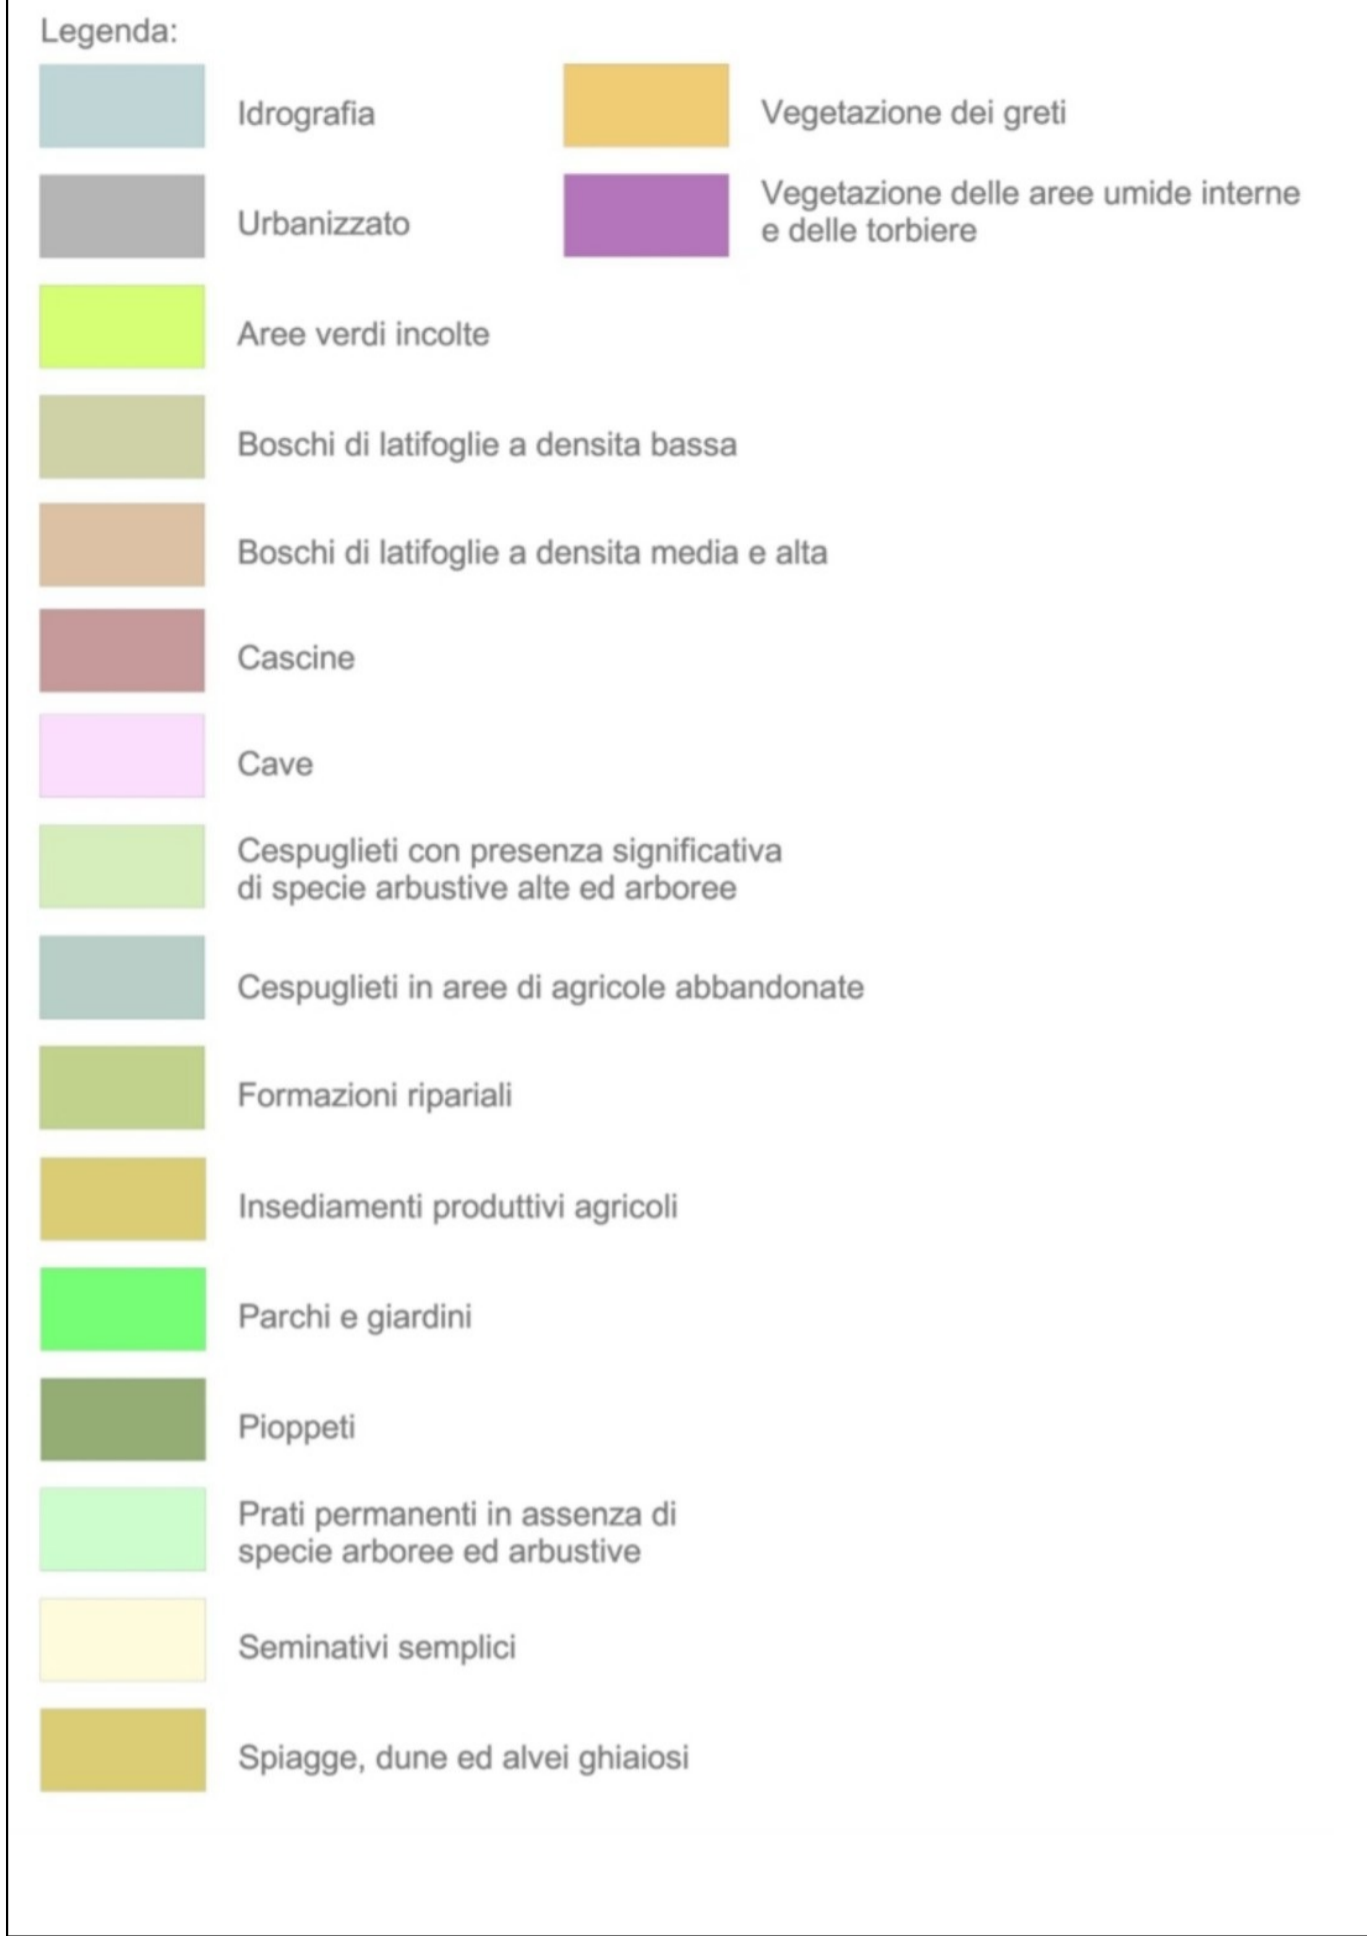 Legenda:
Idrografia
Urbanizzato
Aree verdi incolte
Boschi di latifoglie a densita bassa
Boschi di latifoglie a densita media e alta
Cascine
Cave
Cespuglieti con presenza significativa
di specie arbustive alte ed arboree
Cespuglieti in aree di agricole abbandonate
Formazioni ripariali
Insediamenti produttivi agricoli
Parchi e giardini
Pioppeti
Prati permanenti in assenza di
specie arboree ed arbustive
Seminativi semplici
Spiagge, dune ed alvei ghiaiosi
Vegetazione dei greti
Vegetazione delle aree umide interne
e delle torbiere